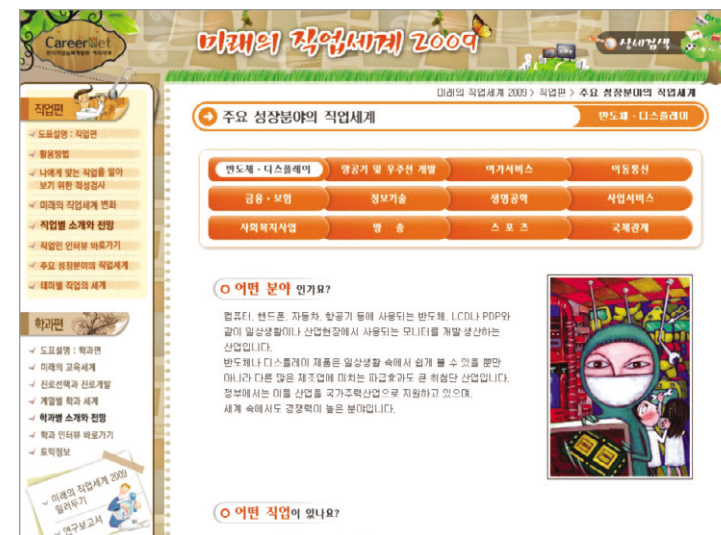 CareerNet
미래의 직업세계 2009
상세검색
미래의 직업세계 2009 > 직업편 > 주요 성장분야의 직업세계
직업편
도표설명 : 직업편
활용방법
나에게 맞는 직업을 알아
보기 위한 적성검사
미래의 직업세계 변화
직업별 소개와 전망
직업인 인터뷰 바로가기
주요 성장분야의 직업세계
테마별 직업의 세계
학과편
도표설명 : 학과편
미래의 교육세계
진로선택과 진로개발
계열별 학과 세계
학과별 소개와 전망
학과 인터뷰 바로가기
토막정보
미래의 직업세계 2009
일러두기
연구보고서
주요 성장분야의 직업세계
반도체 · 디스플레이
반도체 · 디스플레이
항공기 및 우주선 개발
여가서비스
이동통신
금융 · 보험
정보기술
생명공학
사업서비스
사회복지사업
방 송
스 포 츠
국제관계
어떤 분야 인가요?
컴퓨터, 핸드폰, 자동차, 항공기 등에 사용되는 반도체, LCD나 PDP와
같이 일상생활이나 산업현장에서 사용되는 모니터를 개발·생산하는
산업입니다.
반도체나 디스플레이 제품은 일상생활 속에서 쉽게 볼 수 있을 뿐만
아니라 다른 많은 제조업에 미치는 파급효과도 큰 최첨단 산업입니다.
정부에서는 이들 산업을 국가주력산업으로 지원하고 있으며,
세계 속에서도 경쟁력이 높은 분야입니다.
어떤 직업이 있나요?